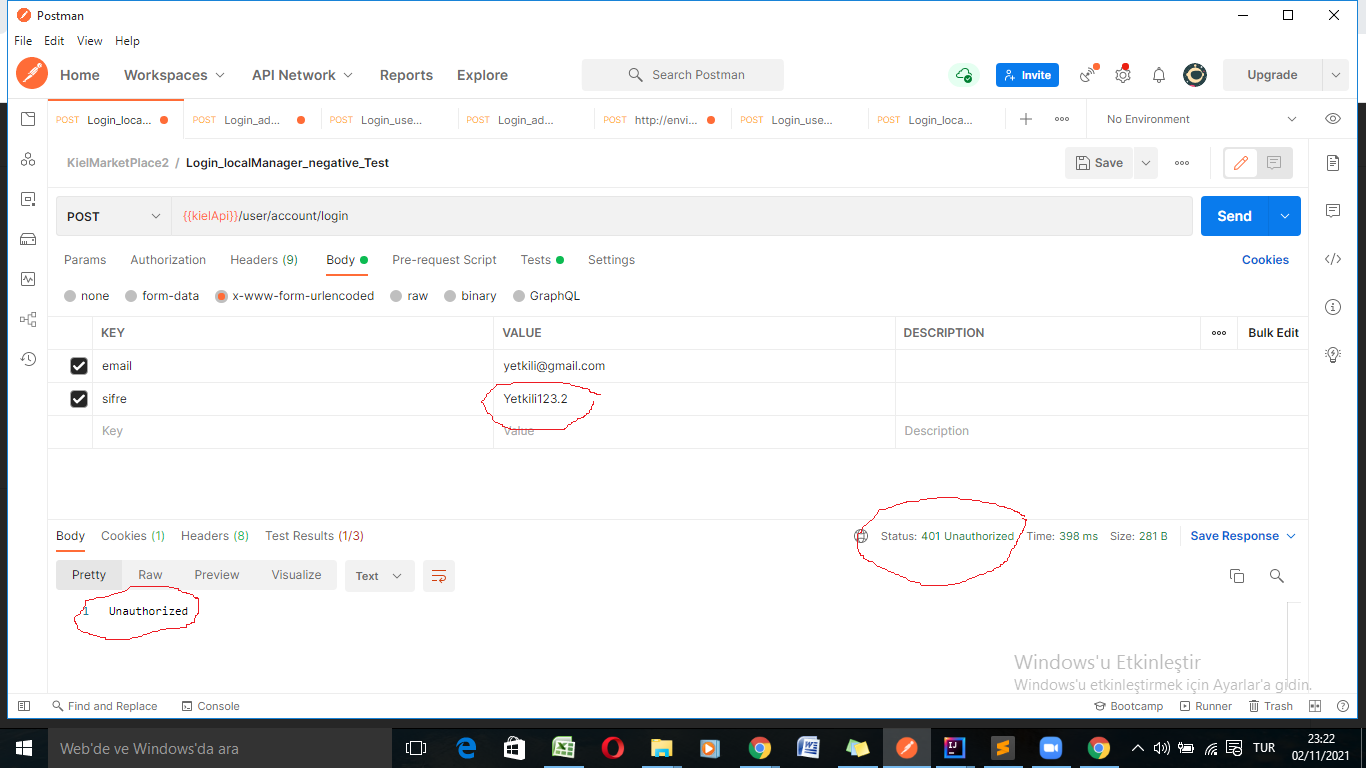 Postman
File Edit View Help
Home Workspaces API Network Reports Explore Search Postman Invite Upgrade
POST Login_loca... POST Login_ad... POST Login_use... POST Login_ad... POST http://envi... POST Login_use... POST Login_loca... No Environment
KielMarketPlace2 / Login_localManager_negative_Test Save
POST {{kielApi}}/user/account/login Send
Params Authorization Headers (9) Body Pre-request Script Tests Settings Cookies
none form-data x-www-form-urlencoded raw binary GraphQL
KEY VALUE DESCRIPTION Bulk Edit
email yetkili@gmail.com
sifre Yetkili123.2
Key Value Description
Body Cookies (1) Headers (8) Test Results (1/3) Status: 401 Unauthorized Time: 398 ms Size: 281 B Save Response
Pretty Raw Preview Visualize Text
1 Unauthorized
Windows'u Etkinleştir
Windows'u etkinleştirmek için Ayarlar'a gidin.
Find and Replace Console Bootcamp Runner Trash
Web'de ve Windows'da ara TUR 23:22
02/11/2021